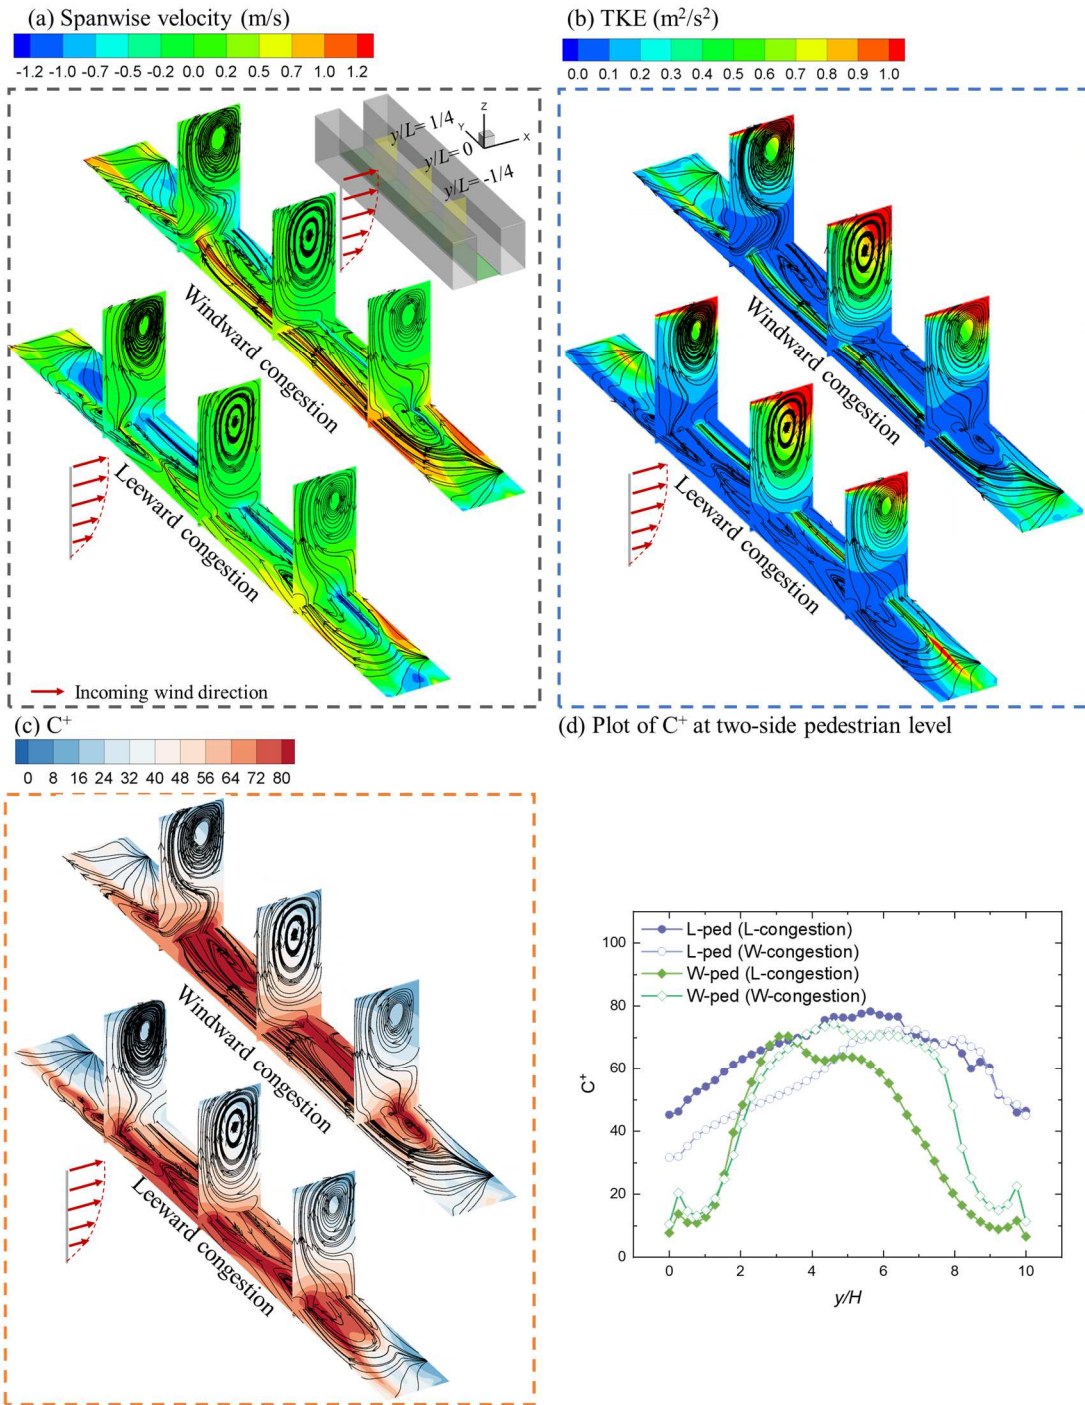 (a) Spanwise velocity (m/s)
-1.2 -1.0 -0.7 -0.5 -0.2 0.0 0.2 0.5 0.7 1.0 1.2
y/L= 1/4
y/L= 0
y/L= -1/4
Z
Y
X
Windward congestion
Leeward congestion
Incoming wind direction
(b) TKE (m²/s²)
0.0 0.1 0.2 0.3 0.4 0.6 0.7 0.8 0.9 1.0
Windward congestion
Leeward congestion
(c) C⁺
0 8 16 24 32 40 48 56 64 72 80
Windward congestion
Leeward congestion
(d) Plot of C⁺ at two-side pedestrian level
L-ped (L-congestion)
L-ped (W-congestion)
W-ped (L-congestion)
W-ped (W-congestion)
100
80
60
40
20
0
C⁺
0 2 4 6 8 10
y/H